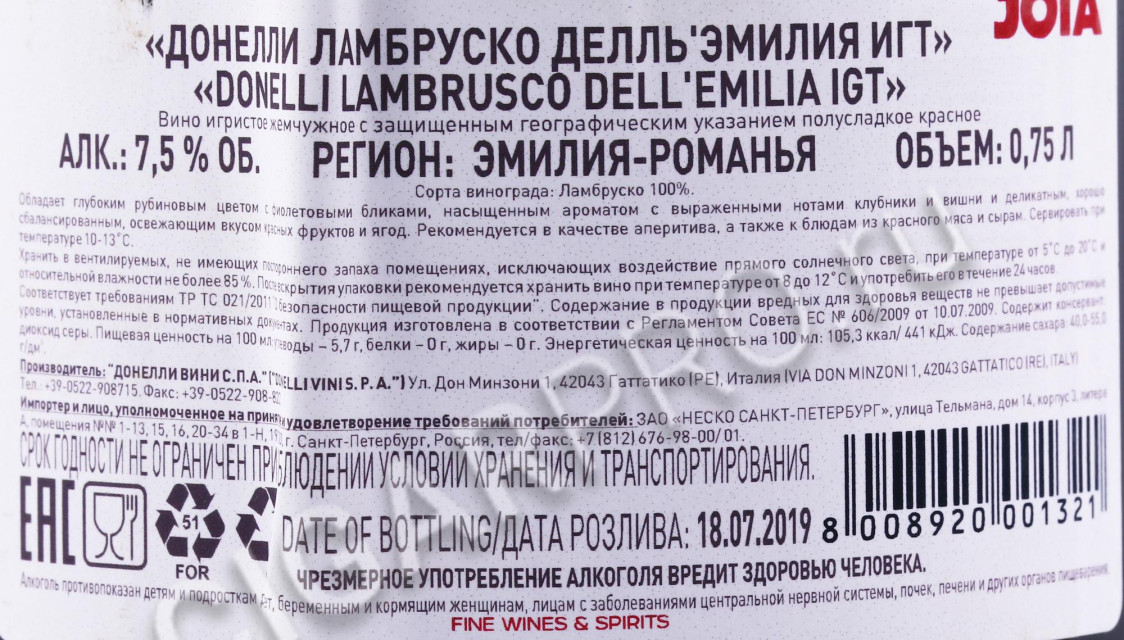 JOIA
«ДОНЕЛЛИ ЛАМБРУСКО ДЕЛЛЬ'ЭМИЛИЯ ИГТ»
«DONELLI LAMBRUSCO DELL'EMILIA IGT»
Вино игристое жемчужное с защищенным географическим указанием полусладкое красное
АЛК.: 7,5 % ОБ. РЕГИОН: ЭМИЛИЯ-РОМАНЬЯ ОБЪЕМ: 0,75 Л
Сорта винограда: Ламбруско 100%.
Обладает глубоким рубиновым цветом с фиолетовыми бликами, насыщенным ароматом с выраженными нотами клубники и вишни и деликатным, хорошо
сбалансированным, освежающим вкусом красных фруктов и ягод. Рекомендуется в качестве аперитива, а также к блюдам из красного мяса и сырам. Сервировать при
температуре 10-13°С.
Хранить в вентилируемых, не имеющих постороннего запаха помещениях, исключающих воздействие прямого солнечного света, при температуре от 5°С до 20°С и
относительной влажности не более 85%. После вскрытия упаковки рекомендуется хранить вино при температуре от 8 до 12°С и употребить его в течение 24 часов.
Соответствует требованиям ТР ТС 021/2011 безопасности пищевой продукции". Содержание в продукции вредных для здоровья веществ не превышает допустимые
уровни, установленные в нормативных документах. Продукция изготовлена в соответствии с Регламентом Совета ЕС № 606/2009 от 10.07.2009. Содержит консервант
диоксид серы. Пищевая ценность на 100 мл: – 5,7 г, белки – 0 г, жиры – 0 г. Энергетическая ценность на 100 мл: 105,3 ккал/ 441 кДж. Содержание сахара: 40,0-55,0
г/дм³.
Производитель: "ДОНЕЛЛИ ВИНИ С.П.А." ("DONELLI VINI S. P. A.") Ул. Дон Минзони 1, 42043 Гаттатико (РЕ), Италия (VIA DON MINZONI 1, 42043 GATTATICO (RE), ITALY)
Тел.: +39-0522-908715. Факс: +39-0522-908-822
Импортер и лицо, уполномоченное на принятие удовлетворение требований потребителей: ЗАО «НЕСКО САНКТ-ПЕТЕРБУРГ», улица Тельмана, дом 14, корпус 3, литера
А, помещения №№ 1-13, 15, 16, 20-34 в 1-Н, г. Санкт-Петербург, Россия, тел/факс: +7 (812) 676-98-00/01.
СРОК ГОДНОСТИ НЕ ОГРАНИЧЕН ПРИ СОБЛЮДЕНИИ УСЛОВИЙ ХРАНЕНИЯ И ТРАНСПОРТИРОВАНИЯ.
EAC
51
FOR
DATE OF BOTTLING/ДАТА РОЗЛИВА: 18.07.2019
8 008920 001321
ЧРЕЗМЕРНОЕ УПОТРЕБЛЕНИЕ АЛКОГОЛЯ ВРЕДИТ ЗДОРОВЬЮ ЧЕЛОВЕКА.
Алкоголь противопоказан детям и подросткам лет, беременным и кормящим женщинам, лицам с заболеваниями центральной нервной системы, почек, печени и других органов пищеварения.
FINE WINES & SPIRITS
CIGARPRO.ru